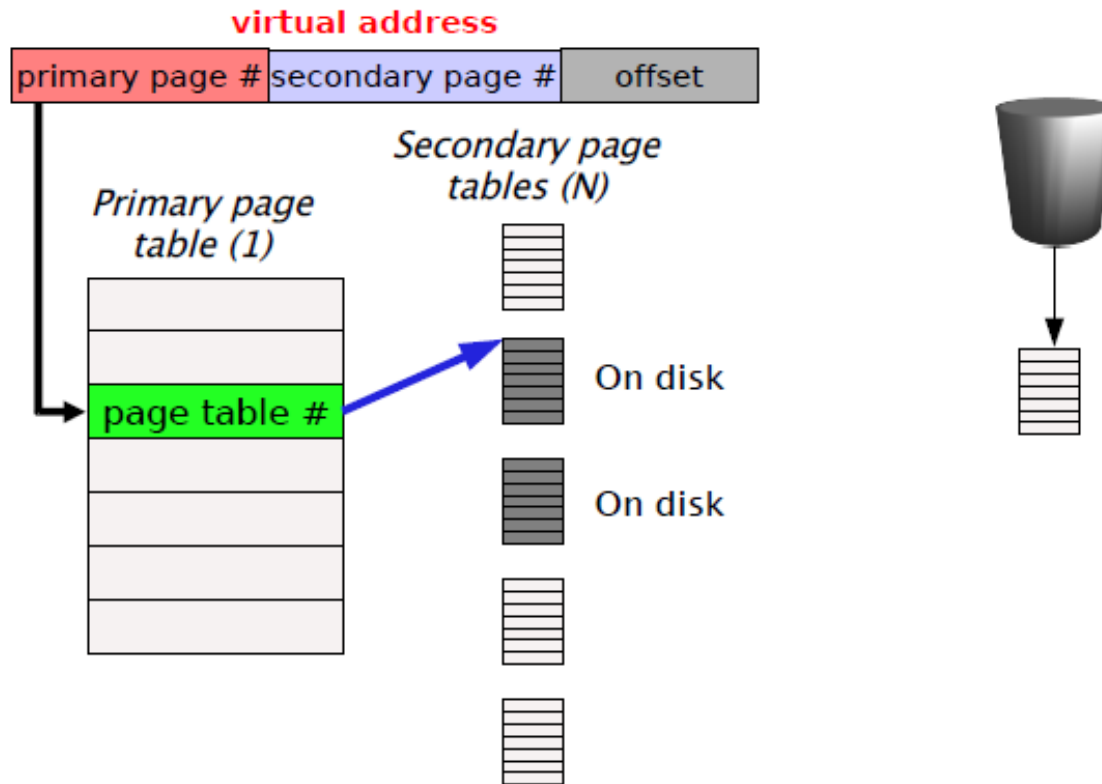 virtual address
primary page # secondary page # offset
Secondary page
tables (N)
Primary page
table (1)
page table #
On disk
On disk